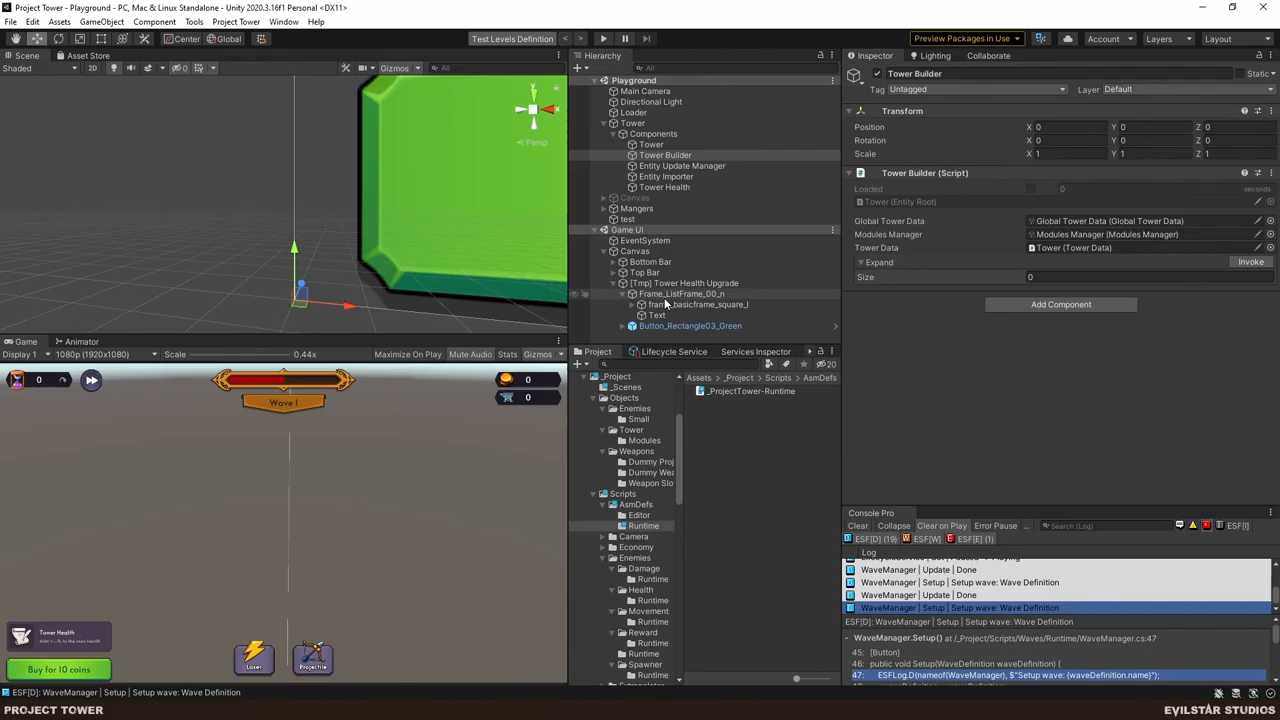 Project Tower - Playground - PC, Mac & Linux Standalone - Unity 2020.3.16f1 Personal <DX11>
File Edit Assets GameObject Component Tools Project Tower Window Help
Center Global Test Levels Definition Preview Packages in Use Account Layers Layout
Scene Asset Store
Shaded 2D 0 Gizmos All
y
x
Persp
Game Animator
Display 1 1080p (1920x1080) Scale 0.44x Maximize On Play Mute Audio Stats Gizmos
0
0
Wave 1
0
Tower Health
Buy for 10 coins
Laser
Projectile
Hierarchy
All
Playground
Main Camera
Directional Light
Loader
Tower
Components
Tower
Tower Builder
Entity Update Manager
Entity Importer
Tower Health
Canvas
Mangers
test
Game UI
EventSystem
Canvas
Bottom Bar
Top Bar
[Tmp] Tower Health Upgrade
Frame_ListFrame_00_n
frame_basicframe_square_l
Text
Button_Rectangle03_Green
Project Lifecycle Service Services Inspector
20
_Project
_Scenes
Objects
Enemies
Small
Tower
Modules
Weapons
Dummy Proj
Dummy Wea
Weapon Slo
Scripts
AsmDefs
Editor
Runtime
Camera
Economy
Enemies
Damage
Runtime
Health
Runtime
Movement
Runtime
Reward
Runtime
Runtime
Spawner
Runtime
Assets _Project Scripts AsmDefs
_ProjectTower-Runtime
Inspector Lighting Collaborate
Tower Builder Static
Tag Untagged Layer Default
Transform
Position X 0 Y 0 Z 0
Rotation X 0 Y 0 Z 0
Scale X 1 Y 1 Z 1
Tower Builder (Script)
Loaded 0 seconds
Tower (Entity Root)
Global Tower Data Global Tower Data (Global Tower Data)
Modules Manager Modules Manager (Modules Manager)
Tower Data Tower (Tower Data)
Expand Invoke
Size 0
Add Component
Console Pro
Clear Collapse Clear on Play Error Pause ... Search (Log) ESF[I]
ESF[D] (19) ESF[W] ESF[E] (1)
Log
WaveManager | Update | Done
WaveManager | Setup | Setup wave: Wave Definition
WaveManager | Update | Done
WaveManager | Setup | Setup wave: Wave Definition
ESF[D]: WaveManager | Setup | Setup wave: Wave Definition
WaveManager.Setup() at /_Project/Scripts/Waves/Runtime/WaveManager.cs:47
45: [Button]
46: public void Setup(WaveDefinition waveDefinition) {
47: ESFLog.D(nameof(WaveManager), $"Setup wave: {waveDefinition.name}");
ESF[D]: WaveManager | Setup | Setup wave: Wave Definition
PROJECT TOWER
EVILSTAR STUDIOS